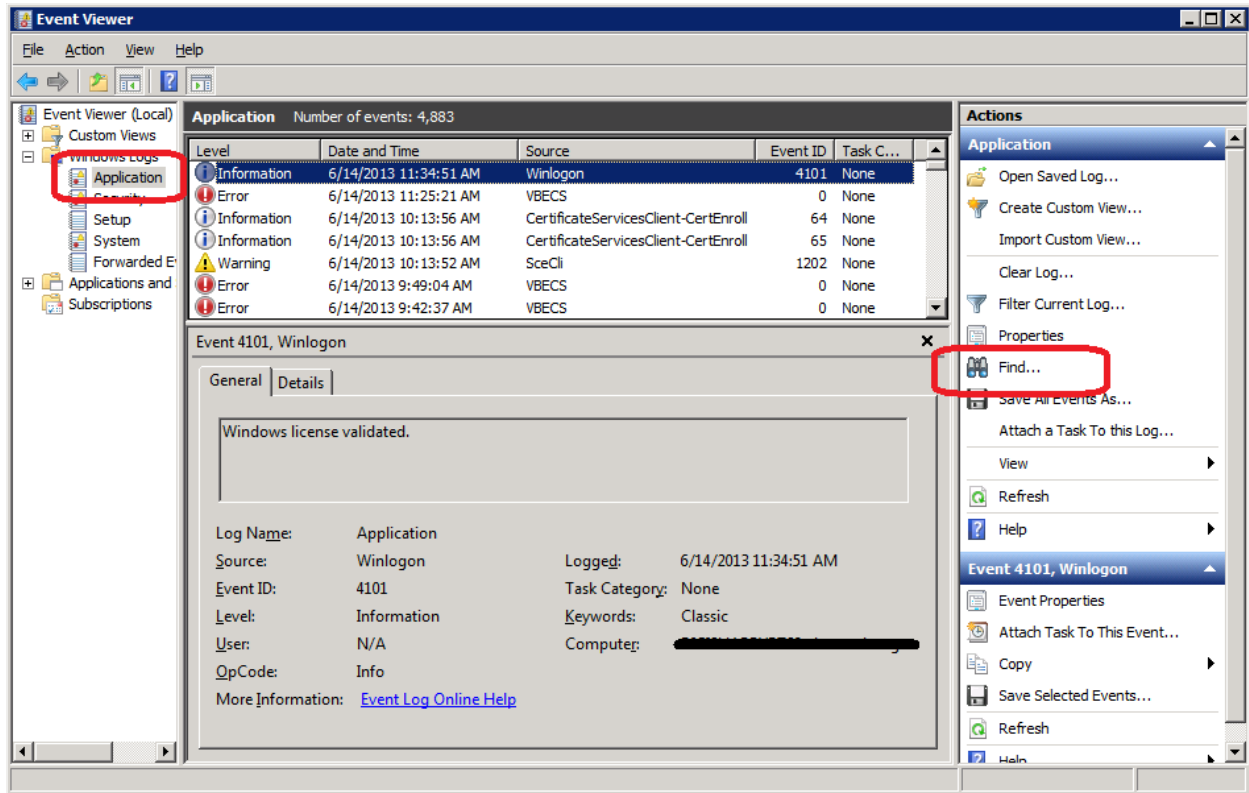 Event Viewer
File Action View Help
Event Viewer (Local)
Custom Views
Windows Logs
Application
Security
Setup
System
Forwarded E
Applications and
Subscriptions
Application Number of events: 4,883
Level Date and Time Source Event ID Task C...
Information 6/14/2013 11:34:51 AM Winlogon 4101 None
Error 6/14/2013 11:25:21 AM VBECS 0 None
Information 6/14/2013 10:13:56 AM CertificateServicesClient-CertEnroll 64 None
Information 6/14/2013 10:13:56 AM CertificateServicesClient-CertEnroll 65 None
Warning 6/14/2013 10:13:52 AM SceCli 1202 None
Error 6/14/2013 9:49:04 AM VBECS 0 None
Error 6/14/2013 9:42:37 AM VBECS 0 None
Event 4101, Winlogon
General Details
Windows license validated.
Log Name: Application
Source: Winlogon Logged: 6/14/2013 11:34:51 AM
Event ID: 4101 Task Category: None
Level: Information Keywords: Classic
User: N/A Computer:
OpCode: Info
More Information: Event Log Online Help
Actions
Application
Open Saved Log...
Create Custom View...
Import Custom View...
Clear Log...
Filter Current Log...
Properties
Find...
Save All Events As...
Attach a Task To this Log...
View
Refresh
Help
Event 4101, Winlogon
Event Properties
Attach Task To This Event...
Copy
Save Selected Events...
Refresh
Help